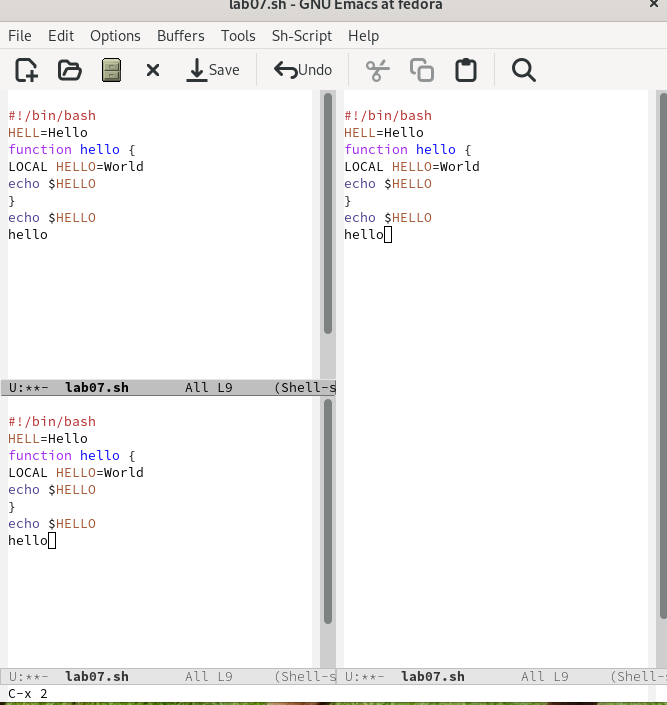 lab07.sh - GNU Emacs at fedora
File Edit Options Buffers Tools Sh-Script Help
Save Undo
#!/bin/bash
HELL=Hello
function hello {
LOCAL HELLO=World
echo $HELLO
}
echo $HELLO
hello
U:**- lab07.sh All L9 (Shell-s
#!/bin/bash
HELL=Hello
function hello {
LOCAL HELLO=World
echo $HELLO
}
echo $HELLO
hello
U:**- lab07.sh All L9 (Shell-s
#!/bin/bash
HELL=Hello
function hello {
LOCAL HELLO=World
echo $HELLO
}
echo $HELLO
hello
U:**- lab07.sh All L9 (Shell-s
C-x 2